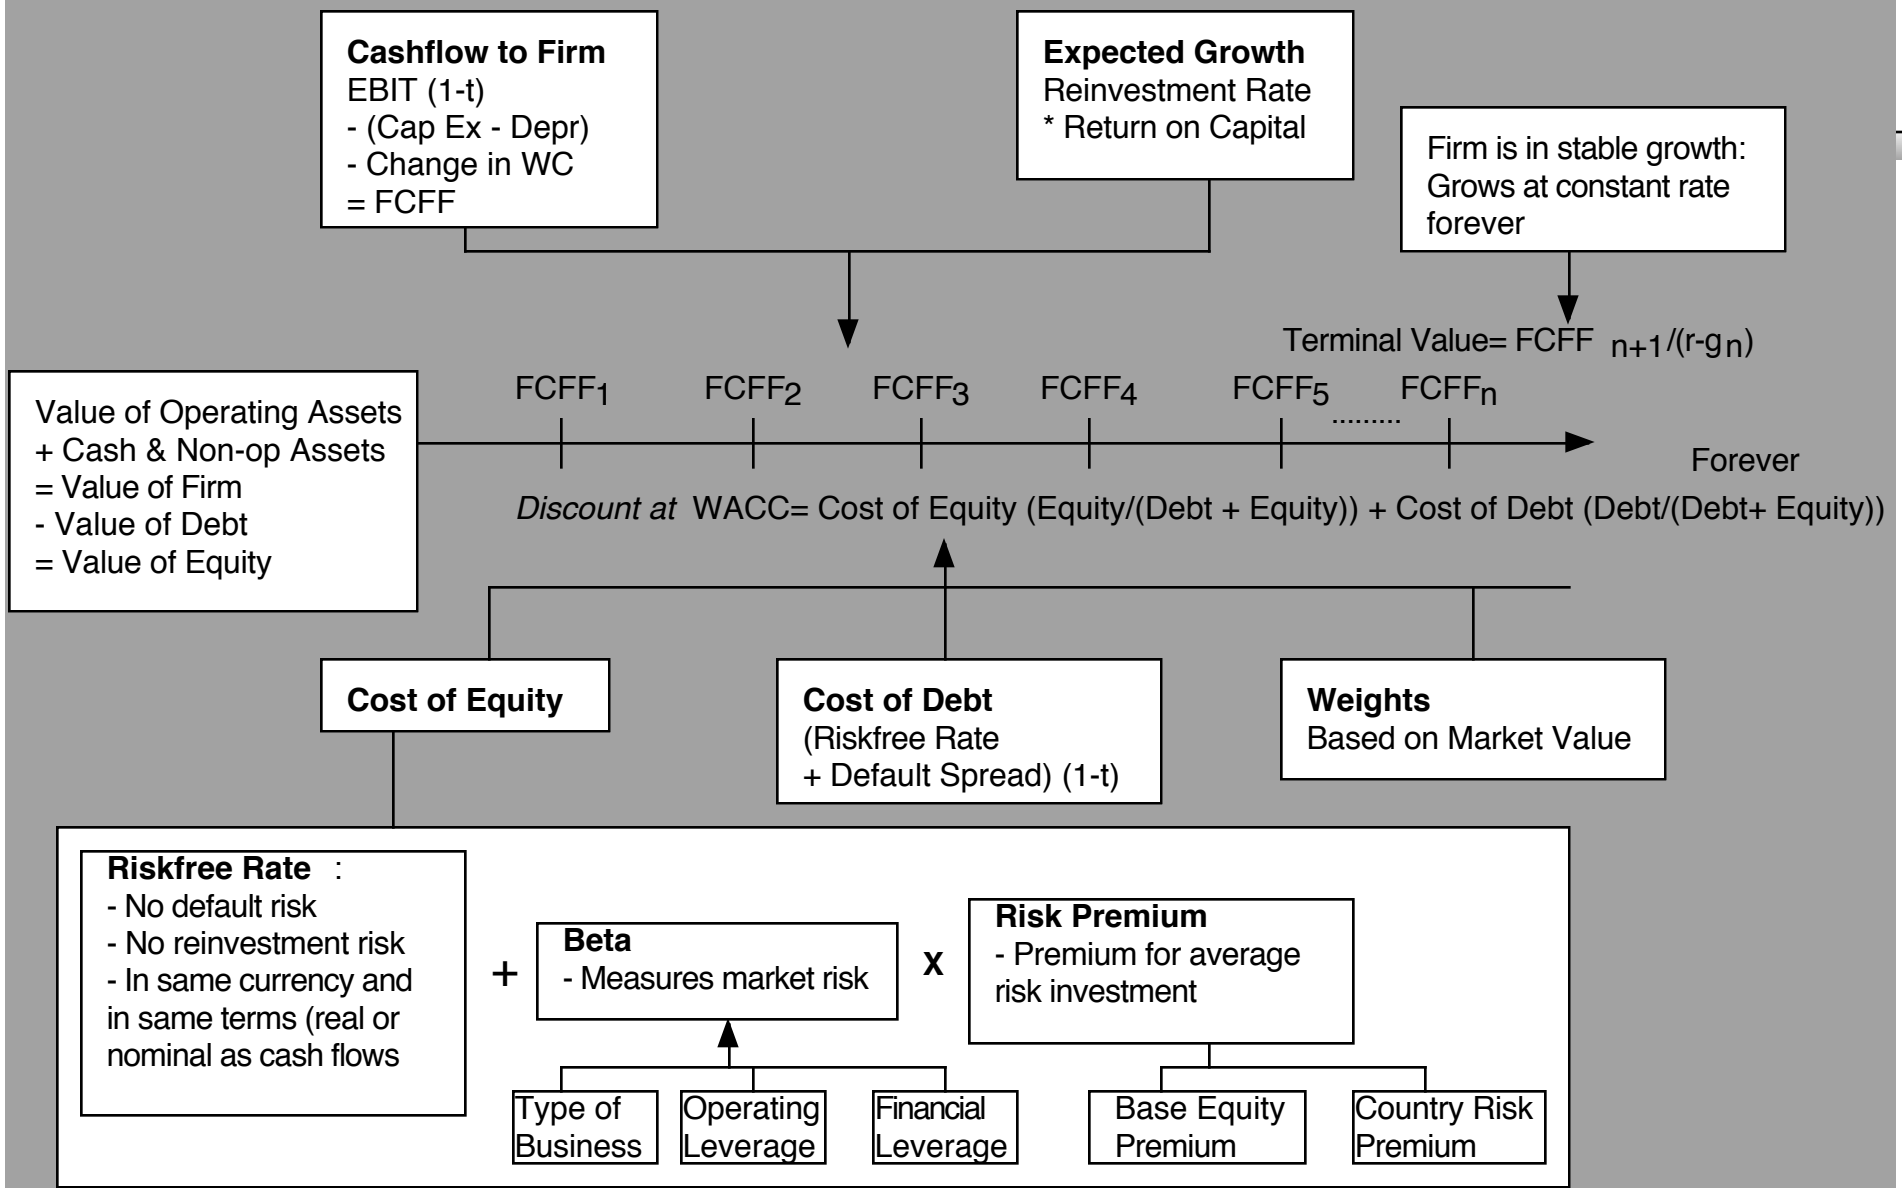 Cashflow to Firm
EBIT (1-t)
- (Cap Ex - Depr)
- Change in WC
= FCFF
Expected Growth
Reinvestment Rate
* Return on Capital
Firm is in stable growth:
Grows at constant rate
forever
Terminal Value= FCFF n+1/(r-gn)
FCFF1 FCFF2 FCFF3 FCFF4 FCFF5 ......... FCFFn
Forever
Value of Operating Assets
+ Cash & Non-op Assets
= Value of Firm
- Value of Debt
= Value of Equity
Discount at WACC= Cost of Equity (Equity/(Debt + Equity)) + Cost of Debt (Debt/(Debt+ Equity))
Cost of Equity
Cost of Debt
(Riskfree Rate
+ Default Spread) (1-t)
Weights
Based on Market Value
Riskfree Rate :
- No default risk
- No reinvestment risk
- In same currency and
in same terms (real or
nominal as cash flows
+
Beta
- Measures market risk
X
Risk Premium
- Premium for average
risk investment
Type of
Business
Operating
Leverage
Financial
Leverage
Base Equity
Premium
Country Risk
Premium